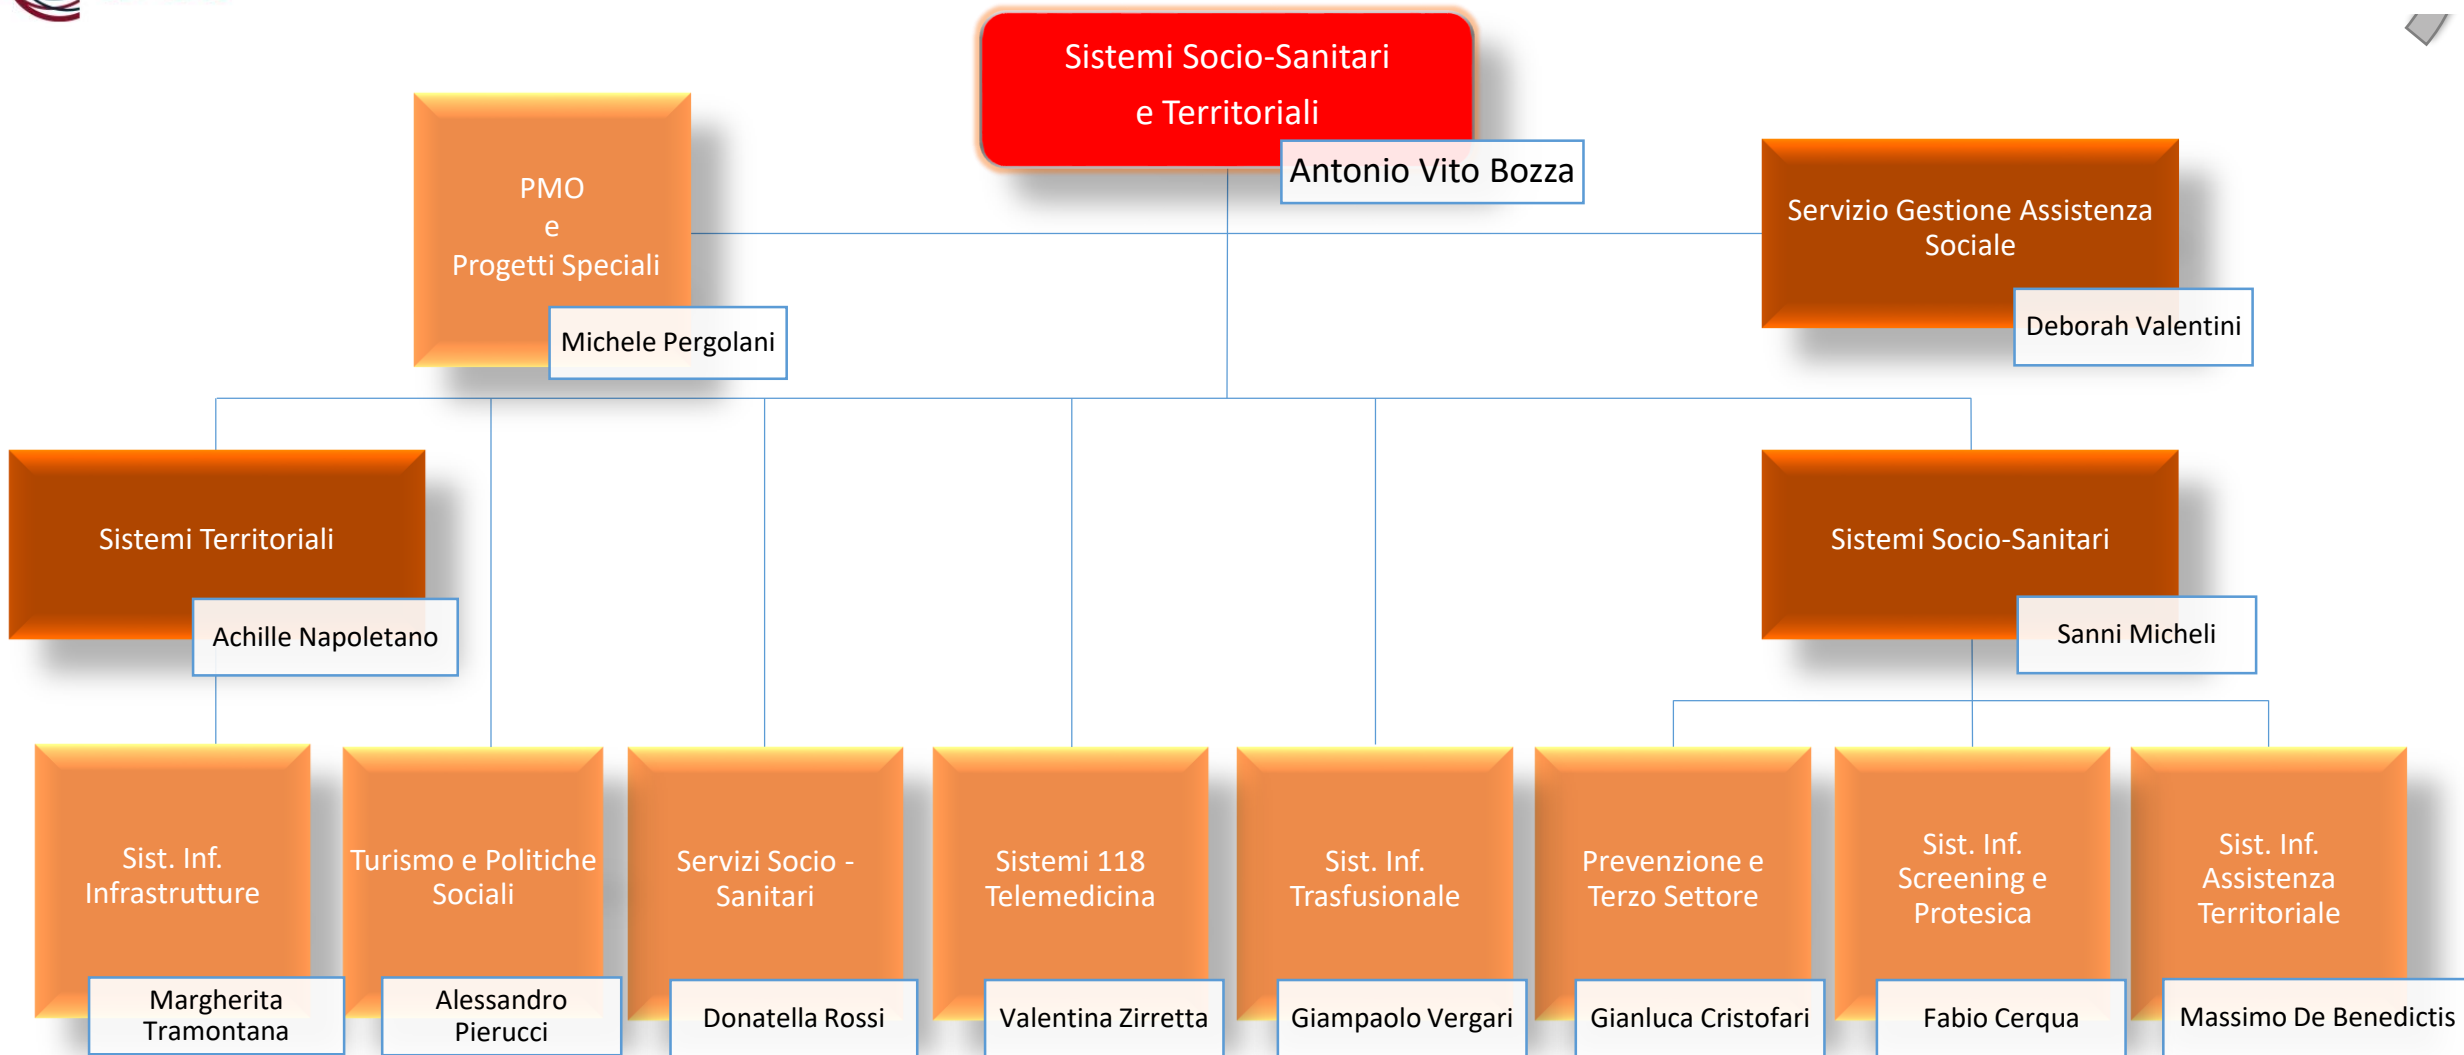 Sistemi Socio-Sanitari
e Territoriali
Antonio Vito Bozza
PMO
e
Progetti Speciali
Michele Pergolani
Servizio Gestione Assistenza
Sociale
Deborah Valentini
Sistemi Territoriali
Achille Napoletano
Sistemi Socio-Sanitari
Sanni Micheli
Sist. Inf.
Infrastrutture
Margherita
Tramontana
Turismo e Politiche
Sociali
Alessandro
Pierucci
Servizi Socio -
Sanitari
Donatella Rossi
Sistemi 118
Telemedicina
Valentina Zirretta
Sist. Inf.
Trasfusionale
Giampaolo Vergari
Prevenzione e
Terzo Settore
Gianluca Cristofari
Sist. Inf.
Screening e
Protesica
Fabio Cerqua
Sist. Inf.
Assistenza
Territoriale
Massimo De Benedictis